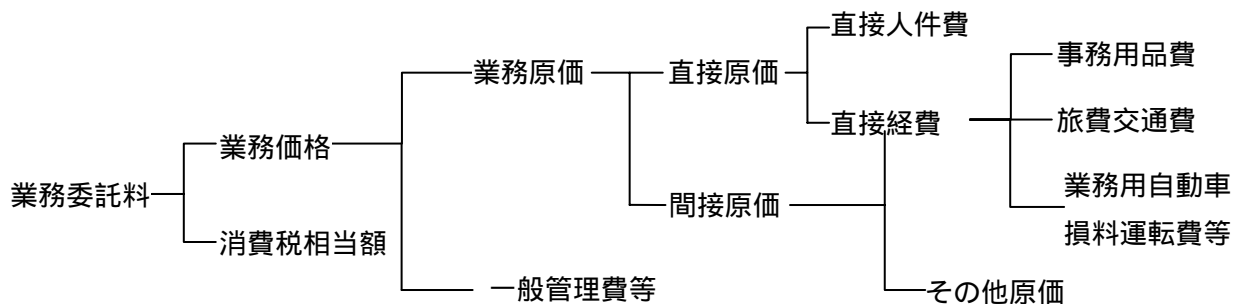 直接人件費
事務用品費
業務原価
直接原価
直接経費
旅費交通費
業務価格
業務委託料
業務用自動車
損料運転費等
間接原価
消費税相当額
一般管理費等
その他原価